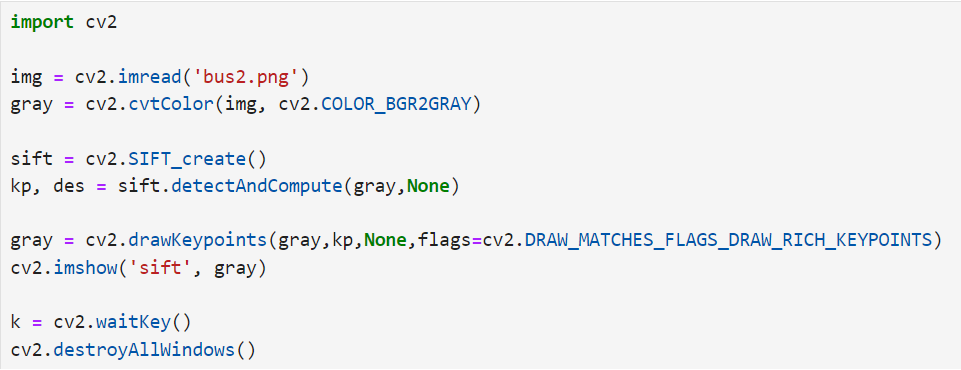 import cv2
img = cv2.imread('bus2.png')
gray = cv2.cvtColor(img, cv2.COLOR_BGR2GRAY)
sift = cv2.SIFT_create()
kp, des = sift.detectAndCompute(gray,None)
gray = cv2.drawKeypoints(gray,kp,None,flags=cv2.DRAW_MATCHES_FLAGS_DRAW_RICH_KEYPOINTS)
cv2.imshow('sift', gray)
k = cv2.waitKey()
cv2.destroyAllWindows()